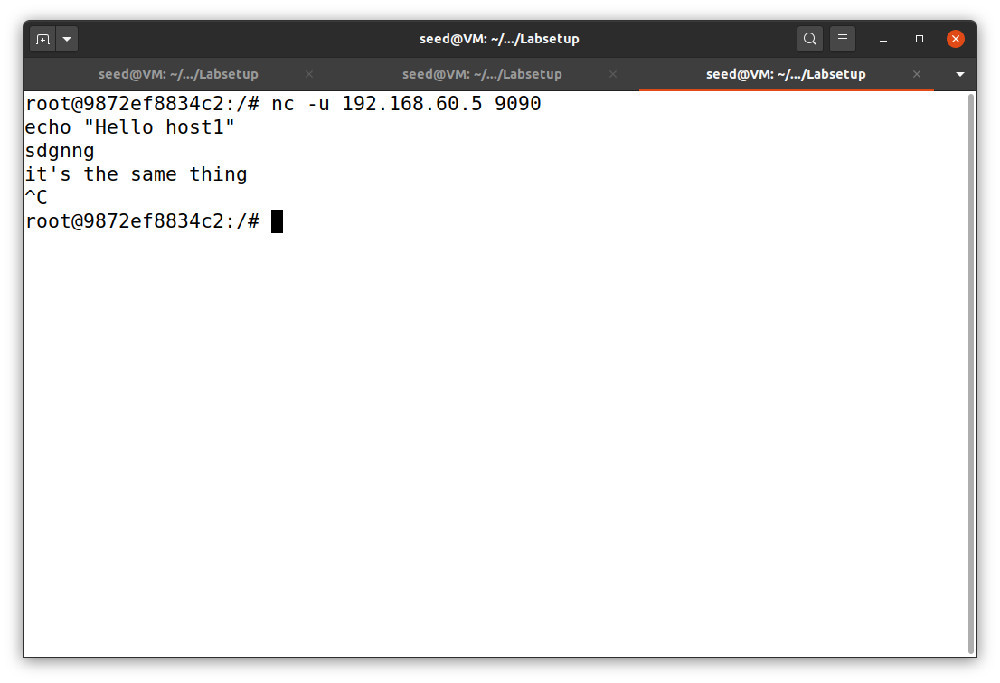 seed@VM: ~/.../Labsetup
seed@VM: ~/.../Labsetup
seed@VM: ~/.../Labsetup
seed@VM: ~/.../Labsetup
root@9872ef8834c2:/# nc -u 192.168.60.5 9090
echo "Hello host1"
sdgnng
it's the same thing
^C
root@9872ef8834c2:/#